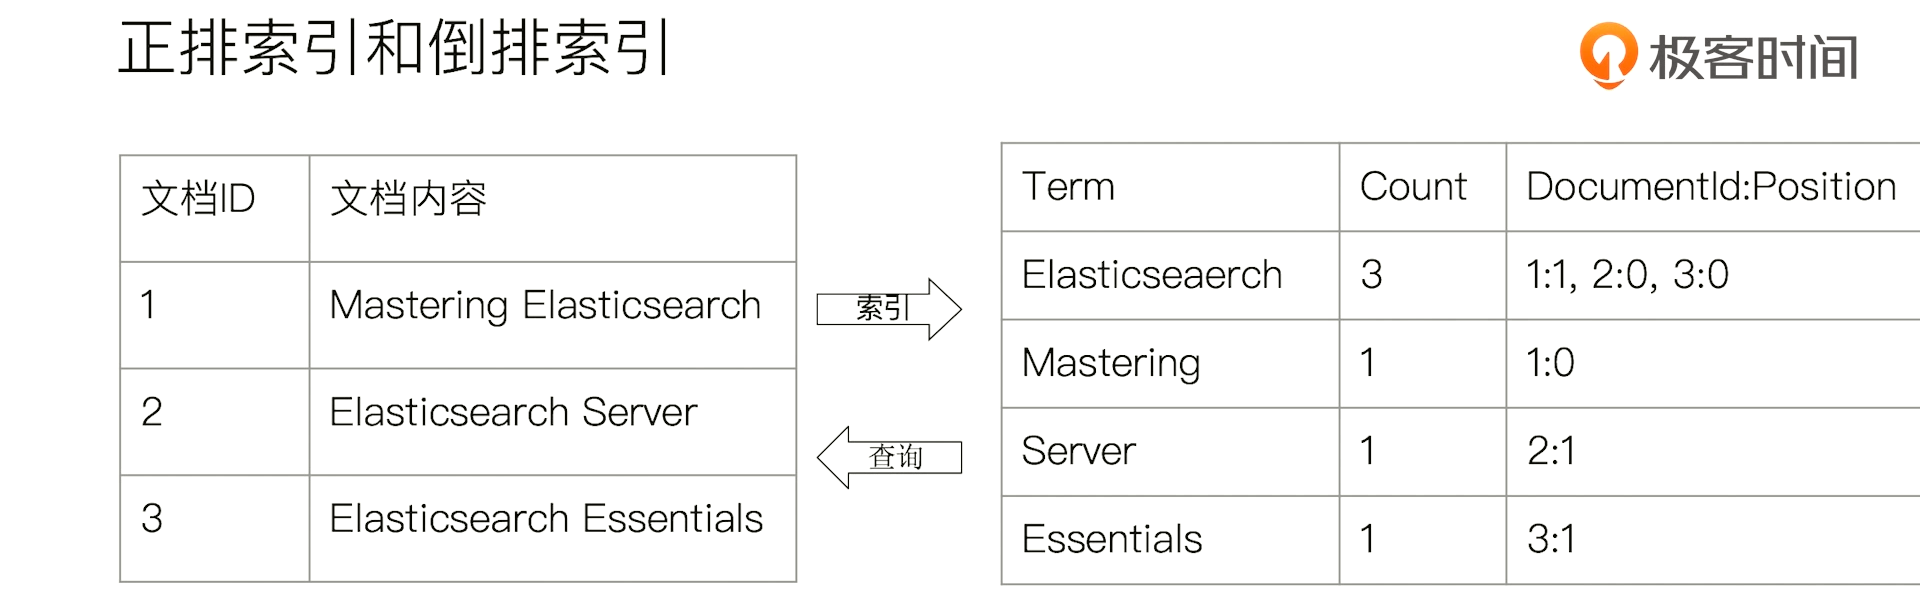 正排索引和倒排索引
极客时间
文档ID 文档内容
1 Mastering Elasticsearch
2 Elasticsearch Server
3 Elasticsearch Essentials
索引
查询
Term Count DocumentId:Position
Elasticseaerch 3 1:1, 2:0, 3:0
Mastering 1 1:0
Server 1 2:1
Essentials 1 3:1